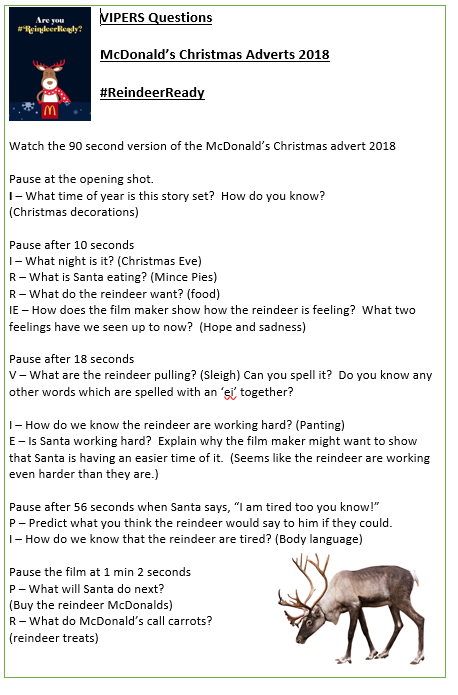 Are you
#ReindeerReady?
VIPERS Questions
McDonald’s Christmas Adverts 2018
#ReindeerReady
Watch the 90 second version of the McDonald’s Christmas advert 2018
Pause at the opening shot.
I – What time of year is this story set?  How do you know?
(Christmas decorations)
Pause after 10 seconds
I – What night is it? (Christmas Eve)
R – What is Santa eating? (Mince Pies)
R – What do the reindeer want? (food)
IE – How does the film maker show how the reindeer is feeling?  What two
feelings have we seen up to now?  (Hope and sadness)
Pause after 18 seconds
V – What are the reindeer pulling? (Sleigh) Can you spell it?  Do you know any
other words which are spelled with an ‘ei’ together?
I – How do we know the reindeer are working hard? (Panting)
E – Is Santa working hard?  Explain why the film maker might want to show
that Santa is having an easier time of it.  (Seems like the reindeer are working
even harder than they are.)
Pause after 56 seconds when Santa says, “I am tired too you know!”
P – Predict what you think the reindeer would say to him if they could.
I – How do we know that the reindeer are tired? (Body language)
Pause the film at 1 min 2 seconds
P – What will Santa do next?
(Buy the reindeer McDonalds)
R – What do McDonald’s call carrots?
(reindeer treats)